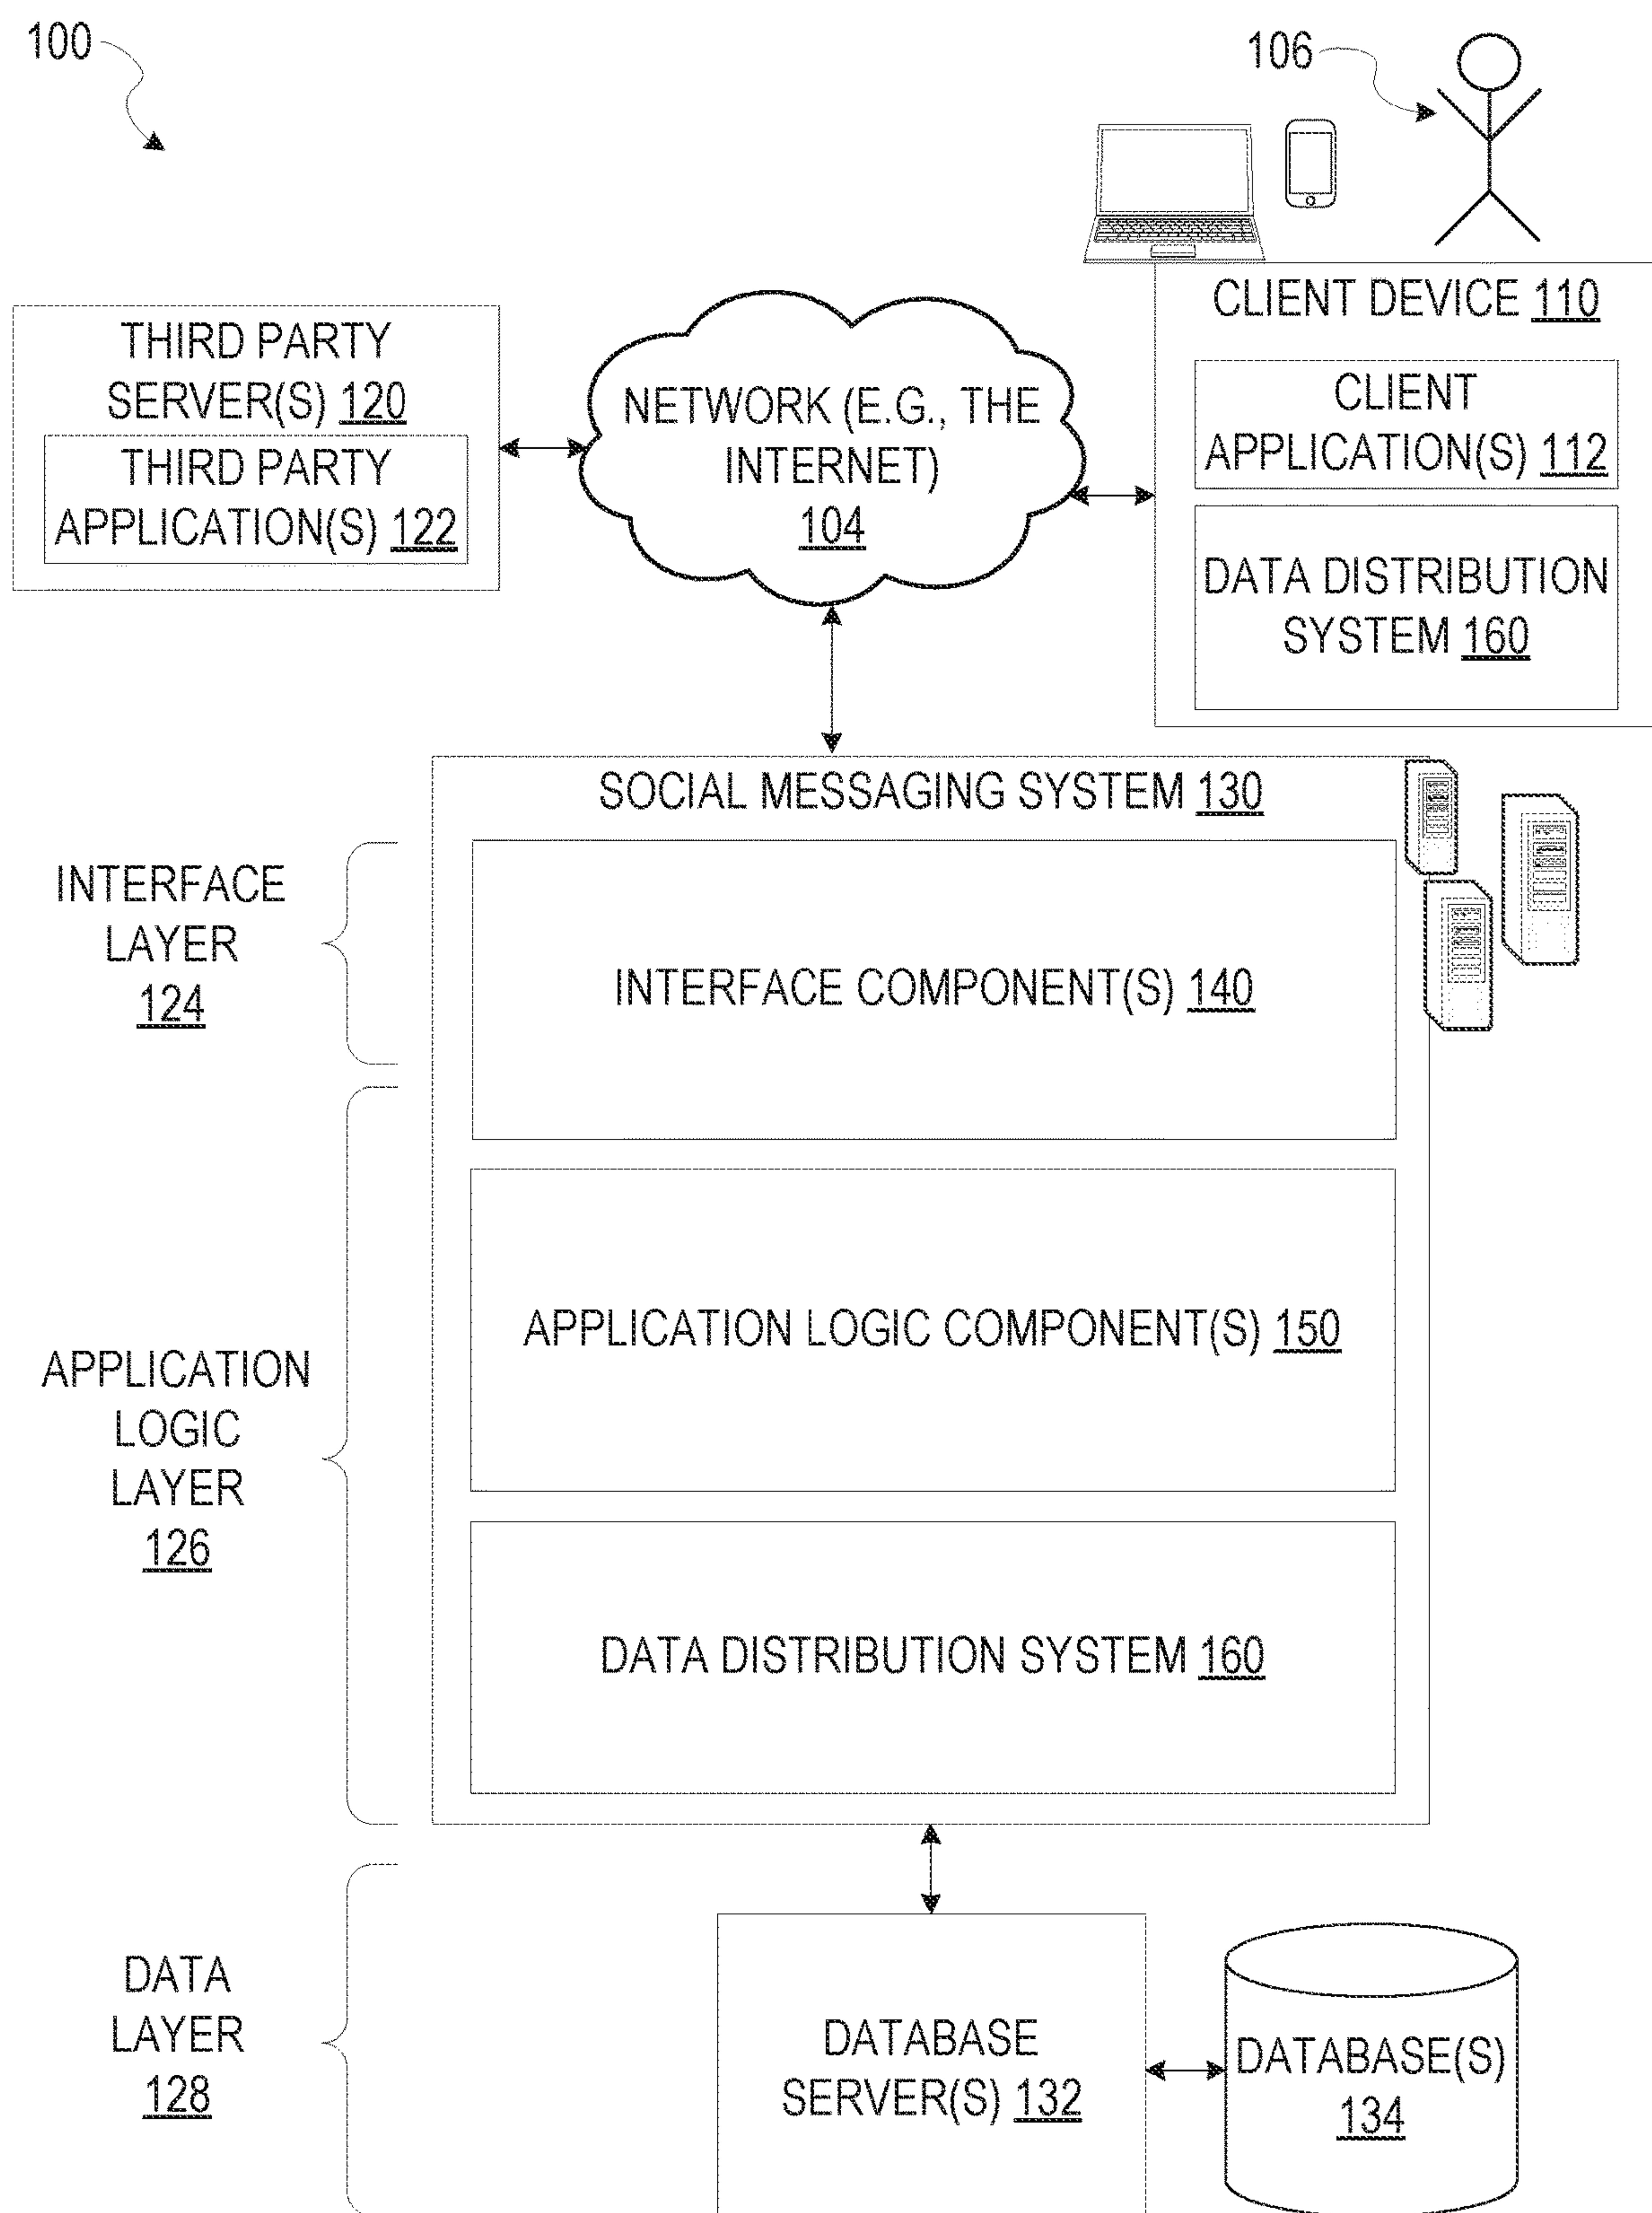 100
106
CLIENT DEVICE 110
CLIENT
APPLICATION(S) 112
DATA DISTRIBUTION
SYSTEM 160
THIRD PARTY
SERVER(S) 120
THIRD PARTY
APPLICATION(S) 122
NETWORK (E.G., THE
INTERNET)
104
SOCIAL MESSAGING SYSTEM 130
INTERFACE
LAYER
124
INTERFACE COMPONENT(S) 140
APPLICATION
LOGIC
LAYER
126
APPLICATION LOGIC COMPONENT(S) 150
DATA DISTRIBUTION SYSTEM 160
DATA
LAYER
128
DATABASE
SERVER(S) 132
DATABASE(S)
134